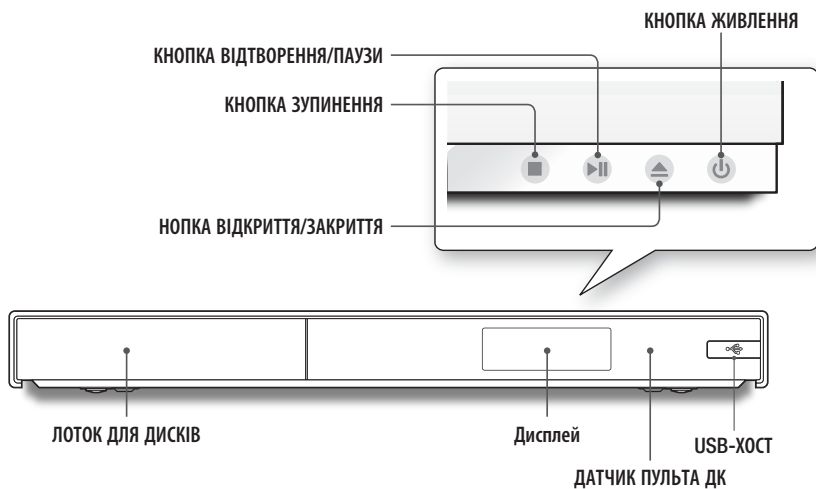 КНОПКА ЖИВЛЕННЯ
КНОПКА ВІДТВОРЕННЯ/ПАУЗИ
КНОПКА ЗУПИНЕННЯ
НОПКА ВІДКРИТТЯ/ЗАКРИТТЯ
ЛОТОК ДЛЯ ДИСКІВ
Дисплей
USB-ХОСТ
ДАТЧИК ПУЛЬТА ДК